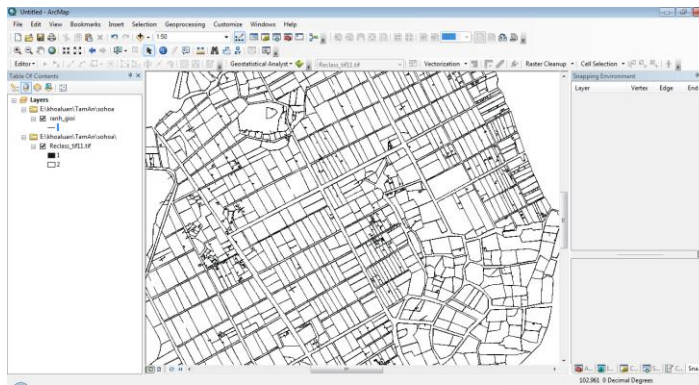 Untitled - ArcMap
File Edit View Bookmarks Insert Selection Geoprocessing Customize Windows Help
1:50
Editor Geostatistical Analyst Reclass_tif11.tif Vectorization Raster Cleanup Cell Selection
Table Of Contents
Snapping Environment
Layer Vertex Edge End
Layers
E:\khoaluan\TamAn\sohoa
ranh_gioi
E:\khoaluan\TamAn\sohoa\
Reclass_tif11.tif
1
2
102.961 0 Decimal Degrees